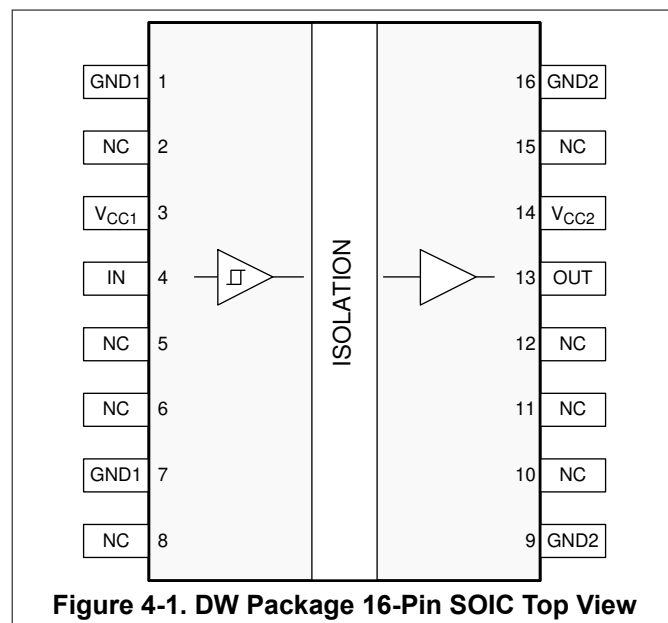 GND1 1 16 GND2
NC 2 15 NC
VCC1 3 14 VCC2
IN 4 13 OUT
NC 5 12 NC
NC 6 11 NC
GND1 7 10 NC
NC 8 9 GND2
ISOLATION
Figure 4-1. DW Package 16-Pin SOIC Top View